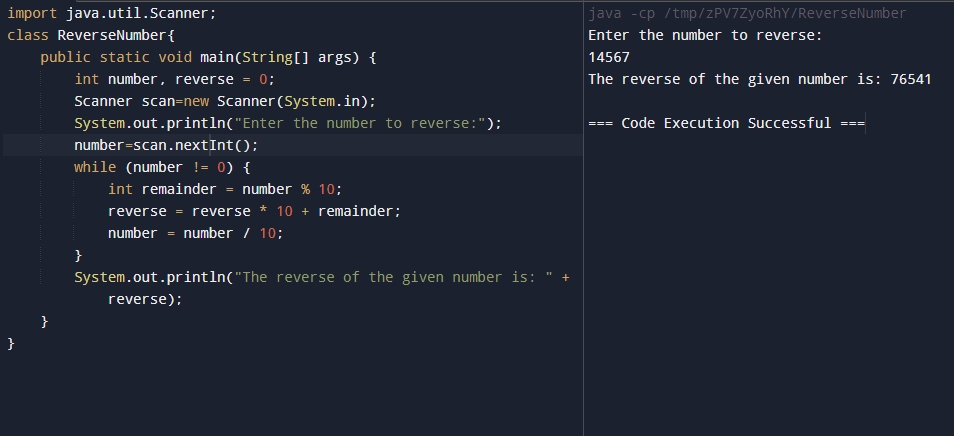 import java.util.Scanner;
class ReverseNumber{
    public static void main(String[] args) {
        int number, reverse = 0;
        Scanner scan=new Scanner(System.in);
        System.out.println("Enter the number to reverse:");
        number=scan.nextInt();
        while (number != 0) {
            int remainder = number % 10;
            reverse = reverse * 10 + remainder;
            number = number / 10;
        }
        System.out.println("The reverse of the given number is: " +
            reverse);
    }
}
java -cp /tmp/zPV7ZyoRhY/ReverseNumber
Enter the number to reverse:
14567
The reverse of the given number is: 76541
=== Code Execution Successful ===